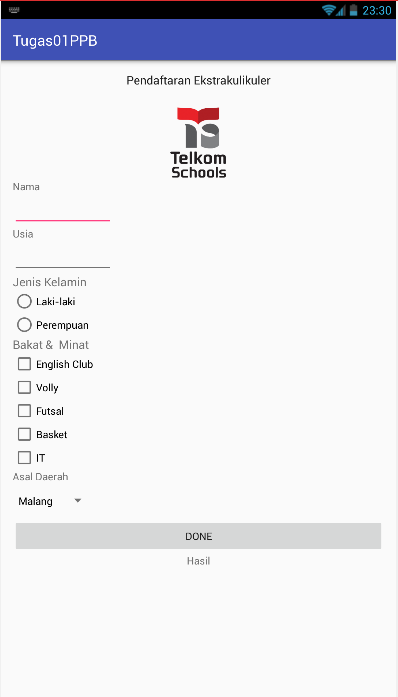 23:30
Tugas01PPB
Pendaftaran Ekstrakulikuler
Telkom
Schools
Nama
Usia
Jenis Kelamin
Laki-laki
Perempuan
Bakat & Minat
English Club
Volly
Futsal
Basket
IT
Asal Daerah
Malang
DONE
Hasil